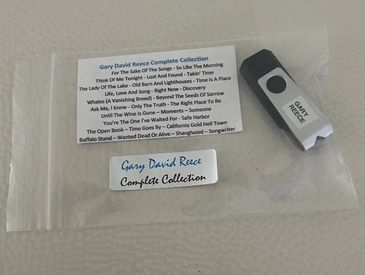 Gary David Reece Complete Collection
For The Sake Of The Songs - So Like The Morning
Think Of Me Tonight - Lost And Found - Takin' Time
The Lady Of The Lake - Old Barn And Lighthouses - Time Is A Place
Life, Love And Song - Right Now - Discovery
Whales (A Vanishing Breed) - Beyond The Seeds Of Sorrow
Ask Me, I Know - Only The Truth - The Right Place To Be
Until The Wine Is Gone – Moments – Someone
You're The One I've Waited For - Safe Harbor
The Open Book – Time Goes By – California Gold Hell Town
Buffalo Stand – Wanted Dead Or Alive – Shanghaied – Songwriter
GARY
REECE
Gary David Reece
Complete Collection